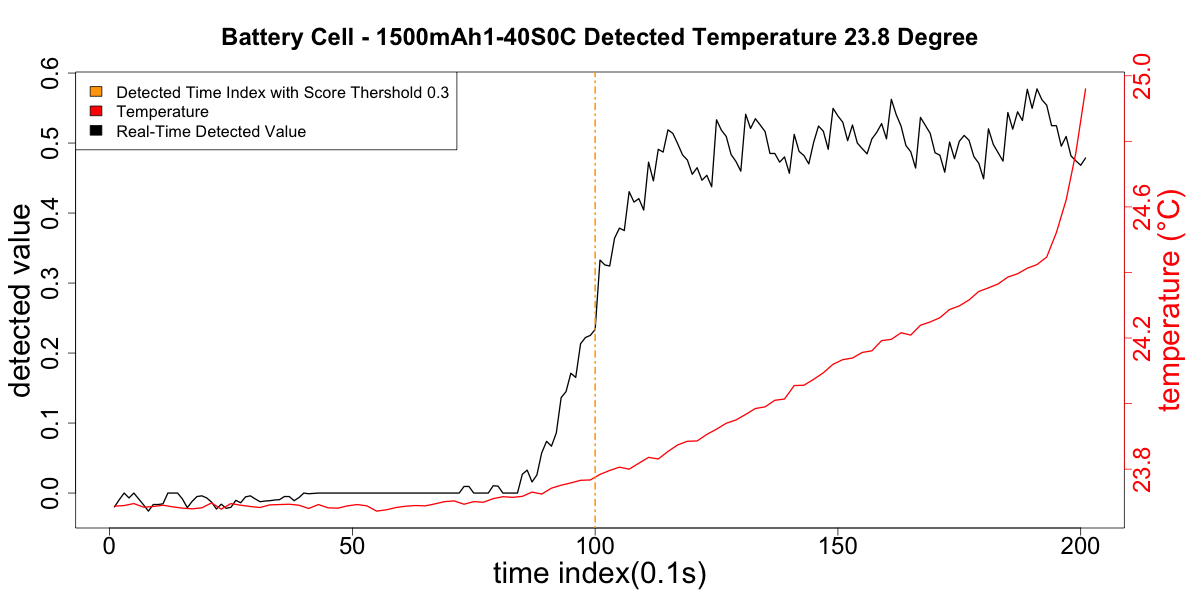 Battery Cell - 1500mAh1-40S0C Detected Temperature 23.8 Degree
Detected Time Index with Score Thershold 0.3
Temperature
Real-Time Detected Value
detected value
0.6
0.5
0.4
0.3
0.2
0.1
0.0
25.0
24.6
24.2
23.8
temperature (°C)
0 50 100 150 200
time index(0.1s)